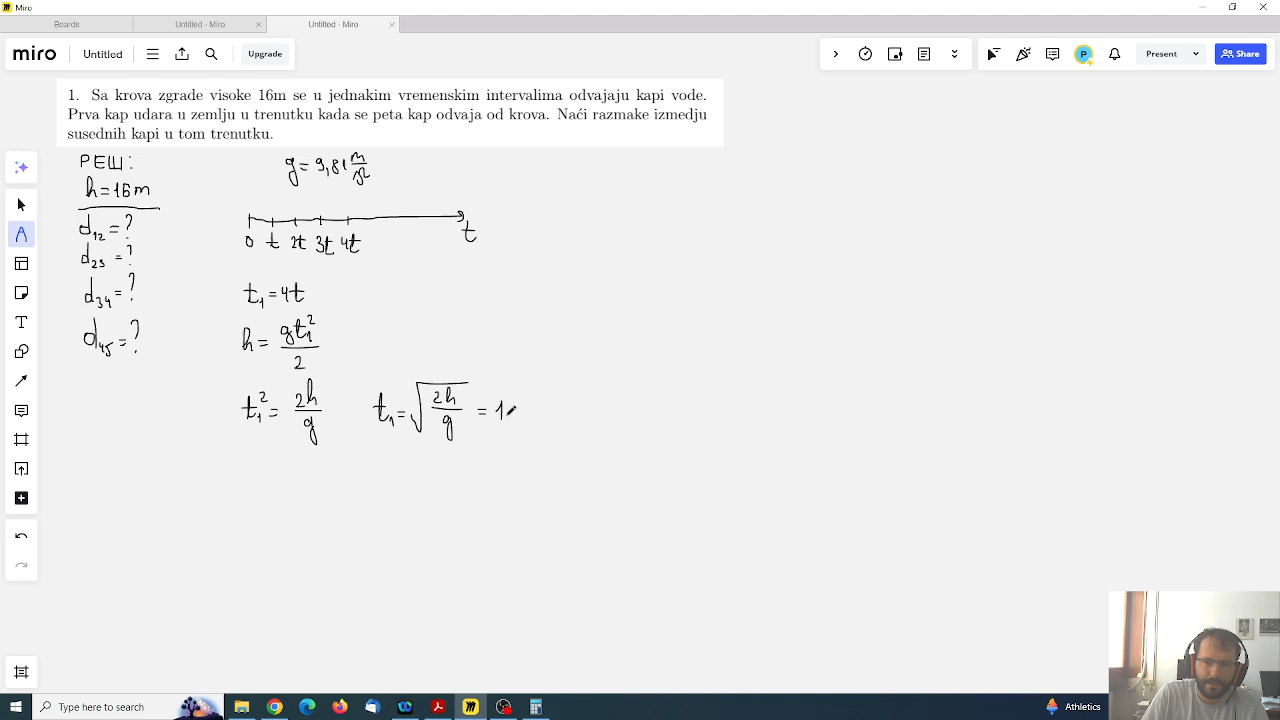 Miro
Boards
Untitled - Miro
Untitled - Miro
miro
Untitled
Upgrade
Present
Share
P
1. Sa krova zgrade visoke 16m se u jednakim vremenskim intervalima odvajaju kapi vode.
Prva kap udara u zemlju u trenutku kada se peta kap odvaja od krova. Naći razmake izmedju
susednih kapi u tom trenutku.
РЕШ:
h=16m
d₁₂=?
d₂₃=?
d₃₄=?
d₄₅=?
g=9,81 m/s²
0 t 2t 3t 4t t
t₁=4t
h= gt₁²/2
t₁²= 2h/g t₁=√(2h/g) =1
Type here to search
Athletics